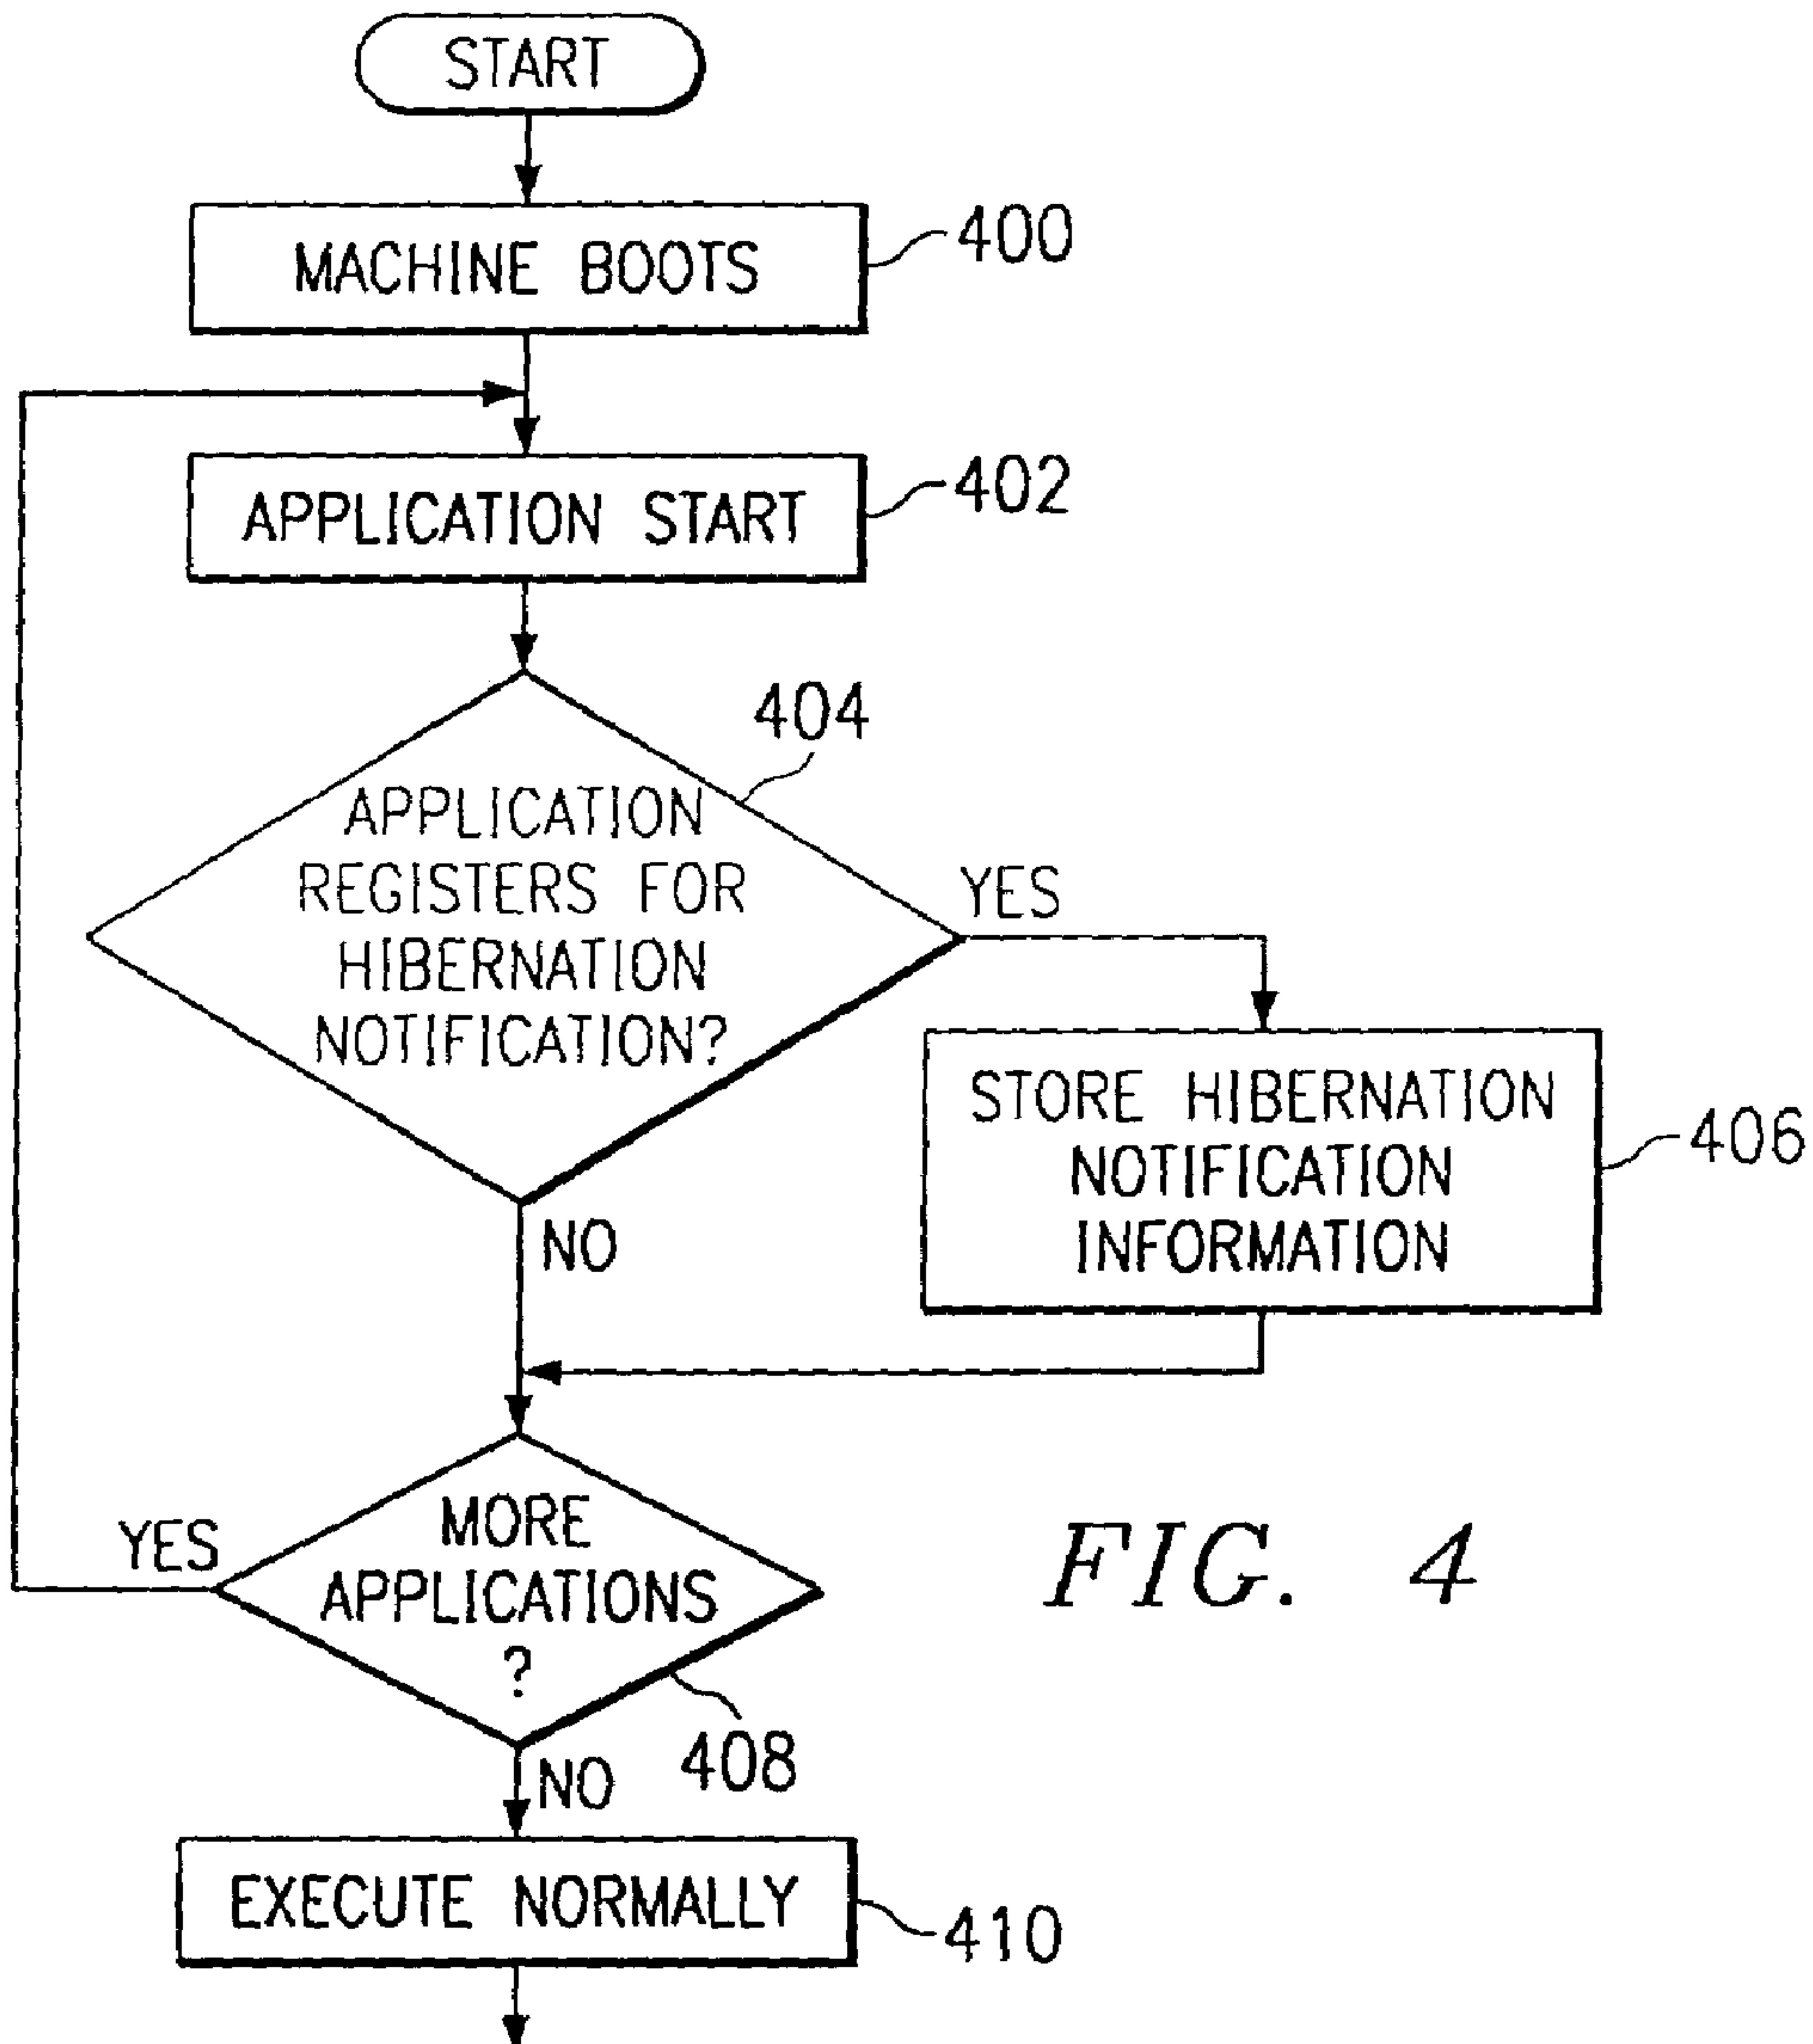 START
MACHINE BOOTS
400
APPLICATION START
402
404
APPLICATION
REGISTERS FOR
HIBERNATION
NOTIFICATION?
YES
NO
STORE HIBERNATION
NOTIFICATION
INFORMATION
406
YES
MORE
APPLICATIONS
?
408
NO
FIG. 4
EXECUTE NORMALLY
410